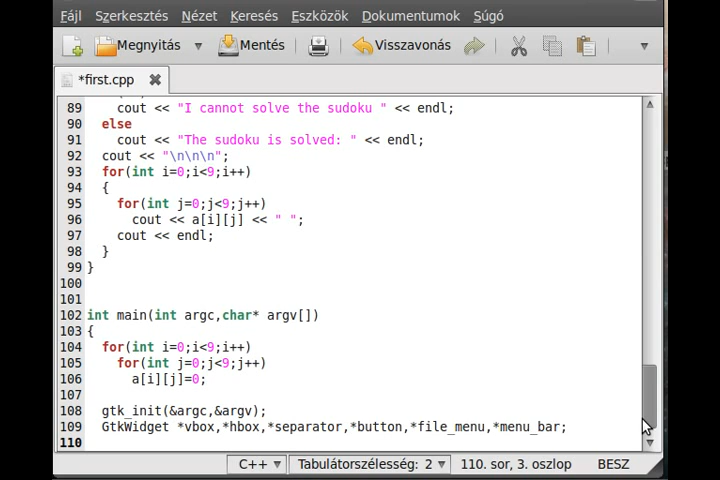 Fájl Szerkesztés Nézet Keresés Eszközök Dokumentumok Súgó
Megnyitás Mentés Visszavonás
*first.cpp
89 cout << "I cannot solve the sudoku " << endl;
90 else
91 cout << "The sudoku is solved: " << endl;
92 cout << "\n\n\n";
93 for(int i=0;i<9;i++)
94 {
95 for(int j=0;j<9;j++)
96 cout << a[i][j] << " ";
97 cout << endl;
98 }
99 }
100
101
102 int main(int argc,char* argv[])
103 {
104 for(int i=0;i<9;i++)
105 for(int j=0;j<9;j++)
106 a[i][j]=0;
107
108 gtk_init(&argc,&argv);
109 GtkWidget *vbox,*hbox,*separator,*button,*file_menu,*menu_bar;
110
C++ Tabulátorszélesség: 2 110. sor, 3. oszlop BESZ